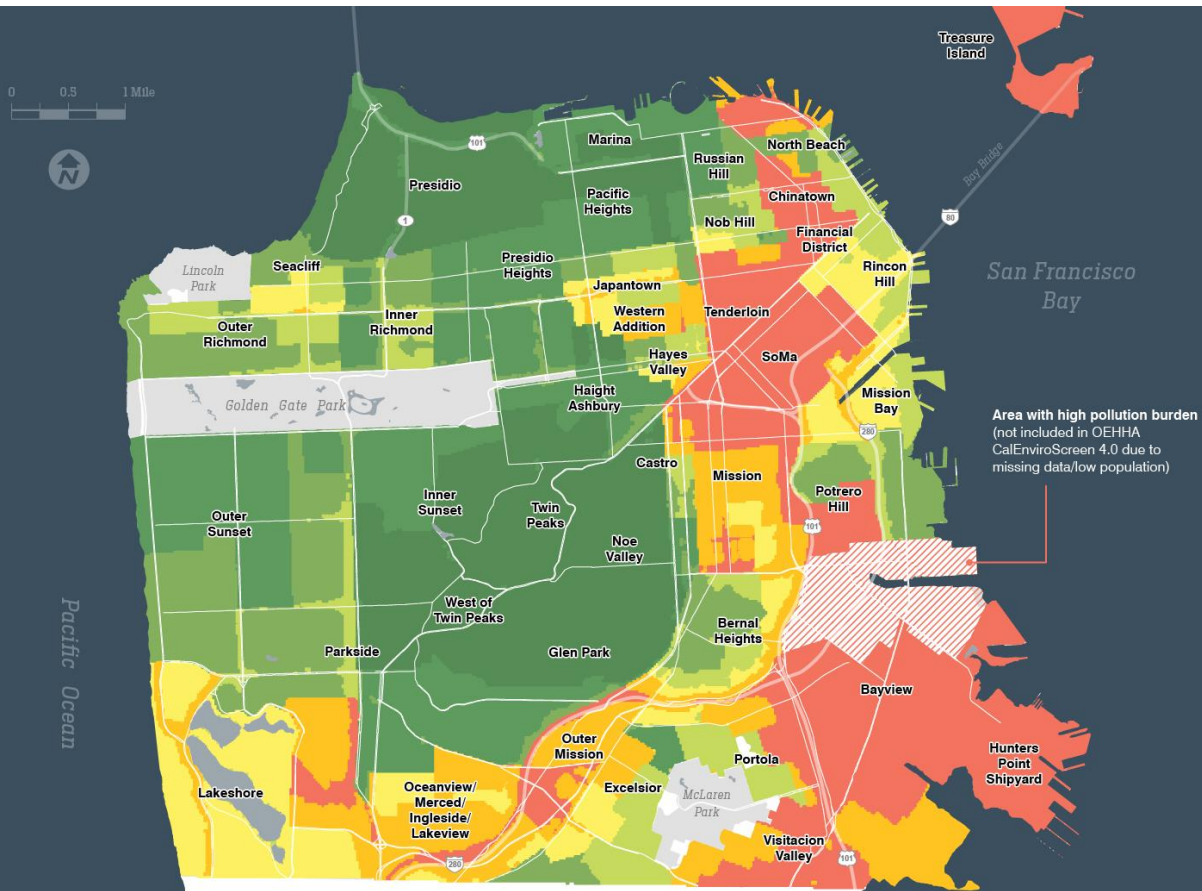 Treasure
Island
0 0.5 1 Mile
N
101
Marina
North Beach
Russian
Hill
Presidio
Pacific
Heights
Chinatown
Bay Bridge
1
Nob Hill
80
Financial
District
Lincoln
Park
Seacliff
Presidio
Heights
Rincon
Hill
San Francisco
Bay
Japantown
Western
Addition
Tenderloin
Inner
Richmond
Outer
Richmond
Hayes
Valley
SoMa
Golden Gate Park
Haight
Ashbury
Mission
Bay
280
Area with high pollution burden
(not included in OEHHA
CalEnviroScreen 4.0 due to
missing data/low population)
Castro
Mission
Inner
Sunset
Twin
Peaks
Potrero
Hill
Outer
Sunset
101
Noe
Valley
West of
Twin Peaks
Bernal
Heights
Pacific Ocean
Parkside
Glen Park
Bayview
Outer
Mission
Portola
Hunters
Point
Shipyard
Lakeshore
Oceanview/
Merced/
Ingleside/
Lakeview
Excelsior
McLaren
Park
Visitacion
Valley
280
101